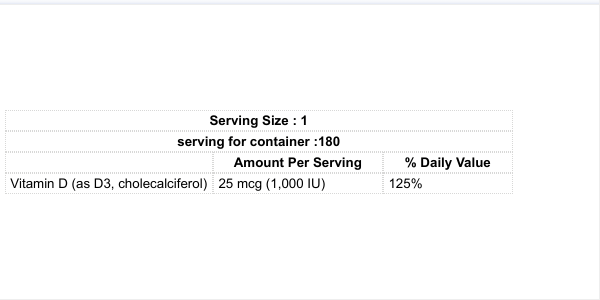 Serving Size : 1
serving for container :180
Amount Per Serving % Daily Value
Vitamin D (as D3, cholecalciferol) 25 mcg (1,000 IU) 125%